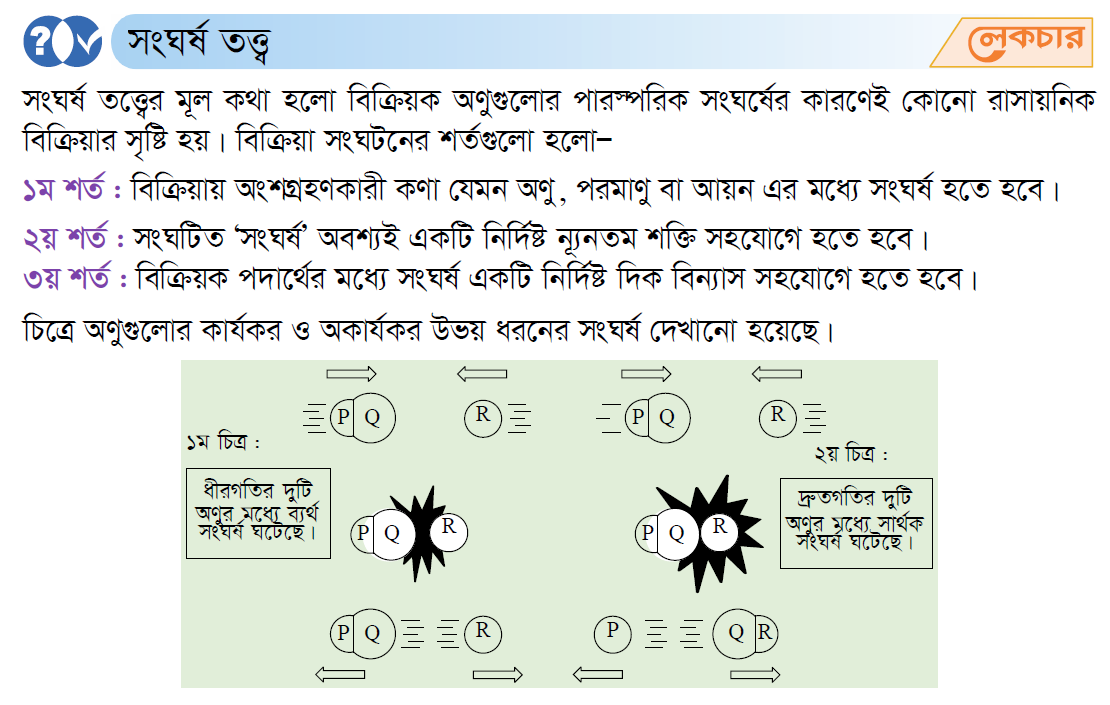 ?
সংঘর্ষ তত্ত্ব
লেকচার
সংঘর্ষ তত্ত্বের মূল কথা হলো বিক্রিয়ক অণুগুলোর পারস্পরিক সংঘর্ষের কারণেই কোনো রাসায়নিক
বিক্রিয়ার সৃষ্টি হয়। বিক্রিয়া সংঘটনের শর্তগুলো হলো–
১ম শর্ত : বিক্রিয়ায় অংশগ্রহণকারী কণা যেমন অণু, পরমাণু বা আয়ন এর মধ্যে সংঘর্ষ হতে হবে।
২য় শর্ত : সংঘটিত ‘সংঘর্ষ’ অবশ্যই একটি নির্দিষ্ট ন্যূনতম শক্তি সহযোগে হতে হবে।
৩য় শর্ত : বিক্রিয়ক পদার্থের মধ্যে সংঘর্ষ একটি নির্দিষ্ট দিক বিন্যাস সহযোগে হতে হবে।
চিত্রে অণুগুলোর কার্যকর ও অকার্যকর উভয় ধরনের সংঘর্ষ দেখানো হয়েছে।
P Q R P Q R
১ম চিত্র :
২য় চিত্র :
ধীরগতির দুটি
অণুর মধ্যে ব্যর্থ
সংঘর্ষ ঘটেছে।
P Q R P Q R
দ্রুতগতির দুটি
অণুর মধ্যে সার্থক
সংঘর্ষ ঘটেছে।
P Q R P Q R